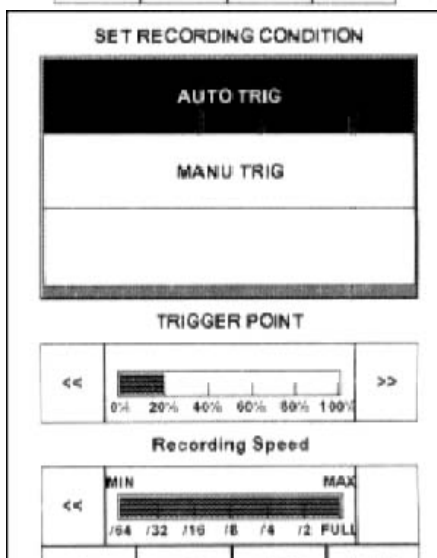 SET RECORDING CONDITION
AUTO TRIG
MANU TRIG
TRIGGER POINT
<< >>
0% 20% 40% 60% 80% 100%
Recording Speed
MIN MAX
<<
/64 /32 /16 /8 /4 /2 FULL